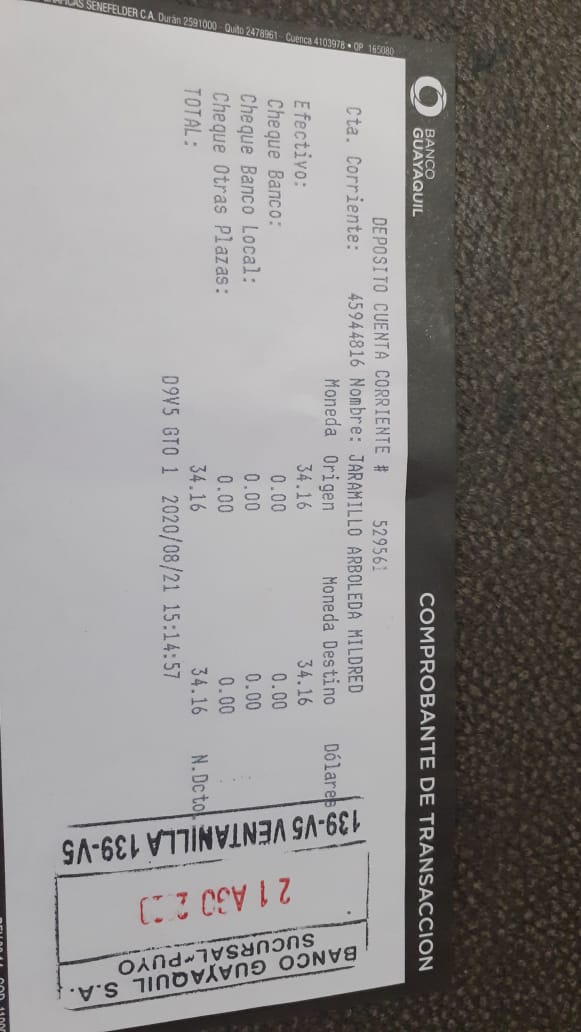 BANCO
GUAYAQUIL
COMPROBANTE DE TRANSACCION
DEPOSITO CUENTA CORRIENTE # 529561
Cta. Corriente: 45944816 Nombre: JARAMILLO ARBOLEDA MILDRED
Moneda Origen Moneda Destino Dólares
Efectivo: 34.16 34.16
Cheque Banco: 0.00 0.00
Cheque Banco Local: 0.00 0.00
Cheque Otras Plazas: 0.00 0.00
TOTAL: 34.16 34.16 N.Dcto.
D9V5 GTO 1 2020/08/21 15:14:57
139-V5 VENTANILLA 139-V5
21 AGO
BANCO GUAYAQUIL S.A.
SUCURSAL-PUYO
SENEFELDER C.A. Durán 2591000 - Quito 2478961 - Cuenca 4103978 • OP 165080